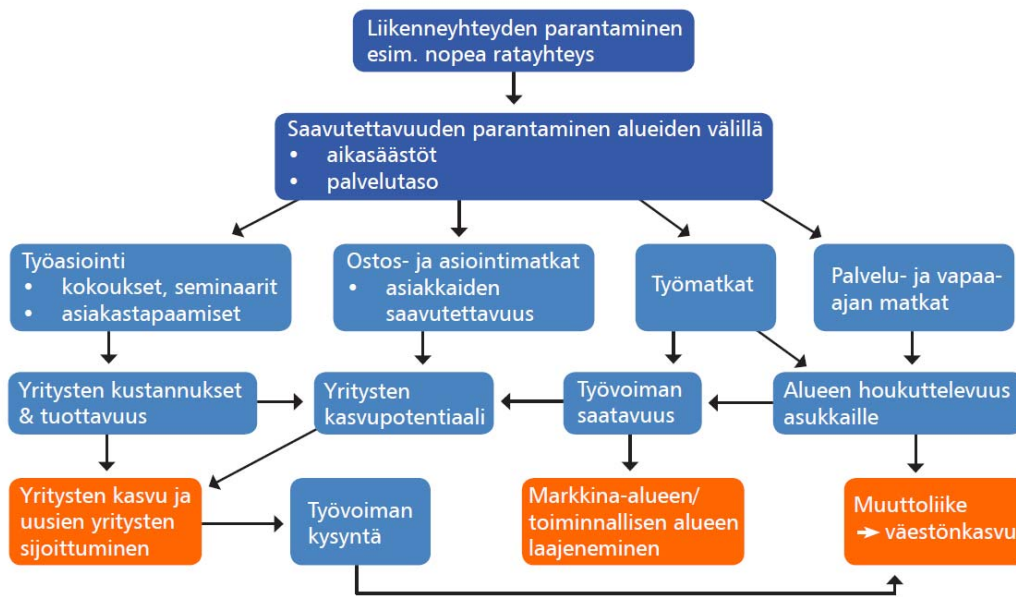 Liikenneyhteyden parantaminen
esim. nopea ratayhteys
Saavutettavuuden parantaminen alueiden välillä
• aikasäästöt
• palvelutaso
Työasiointi
• kokoukset, seminaarit
• asiakastapaamiset
Ostos- ja asiointimatkat
• asiakkaiden
saavutettavuus
Työmatkat
Palvelu- ja vapaa-
ajan matkat
Yritysten kustannukset
& tuottavuus
Yritysten
kasvupotentiaali
Työvoiman
saatavuus
Alueen houkuttelevuus
asukkaille
Yritysten kasvu ja
uusien yritysten
sijoittuminen
Työvoiman
kysyntä
Markkina-alueen/
toiminnallisen alueen
laajeneminen
Muuttoliike
→ väestönkasvu